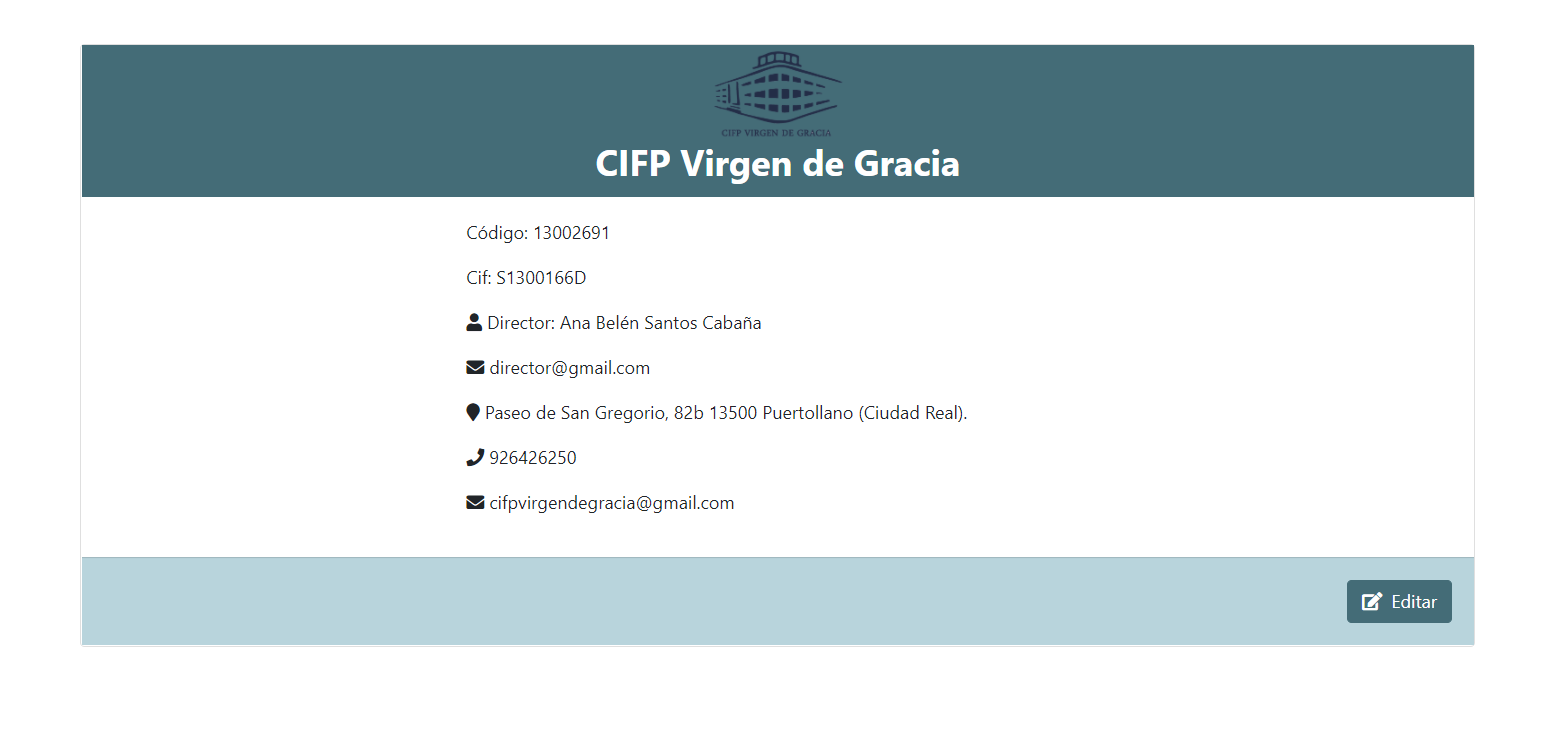 CIFP VIRGEN DE GRACIA
CIFP Virgen de Gracia
Código: 13002691
Cif: S1300166D
Director: Ana Belén Santos Cabaña
director@gmail.com
Paseo de San Gregorio, 82b 13500 Puertollano (Ciudad Real).
926426250
cifpvirgendegracia@gmail.com
Editar